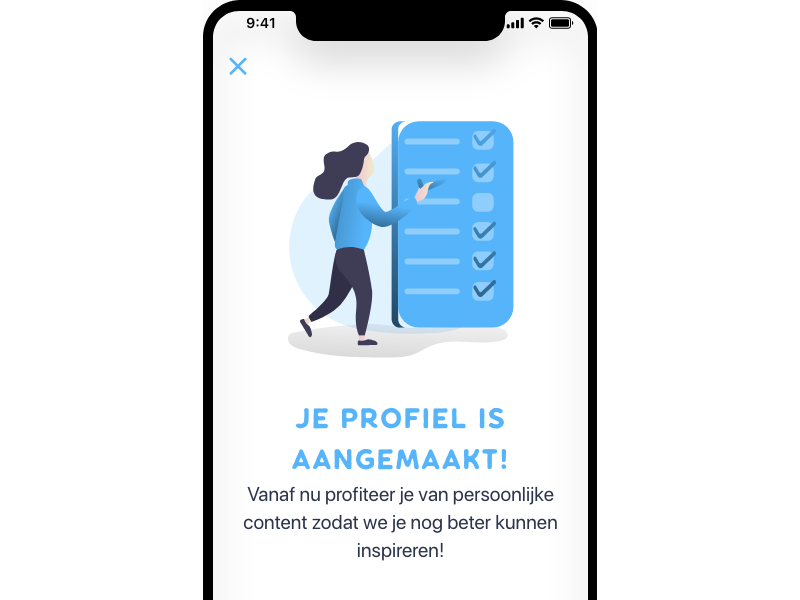 9:41
JE PROFIEL IS
AANGEMAAKT!
Vanaf nu profiteer je van persoonlijke
content zodat we je nog beter kunnen
inspireren!